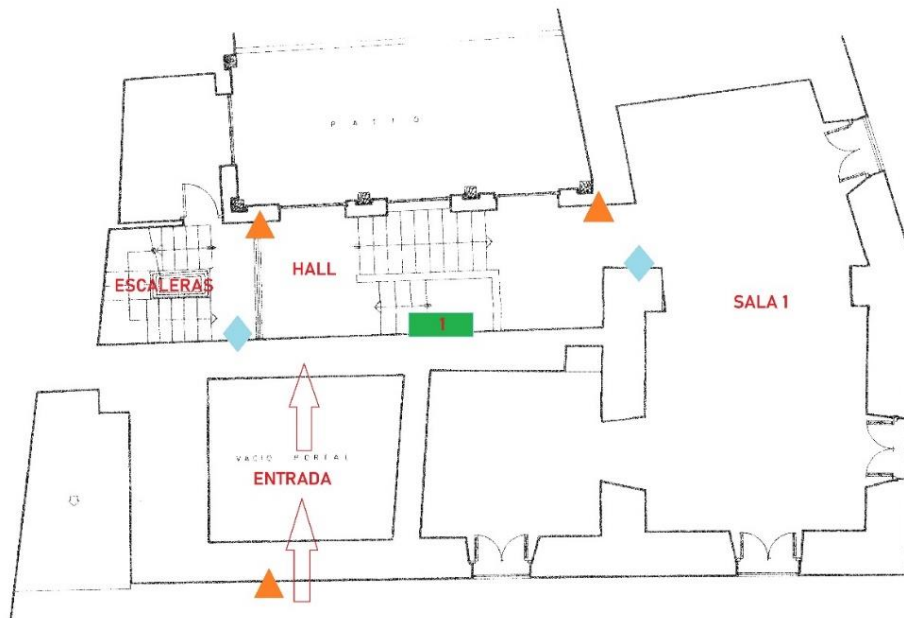 PATIO
HALL
ESCALERAS
SALA 1
1
VACIO PORTAL
ENTRADA